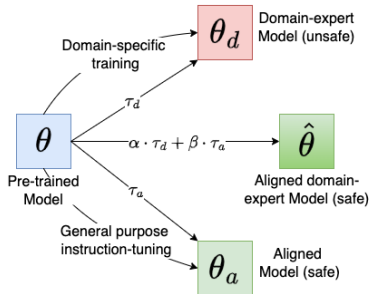 Domain-specific
training
θ_d
Domain-expert
Model (unsafe)
τ_d
θ
Pre-trained
Model
α · τ_d + β · τ_a
θ̂
Aligned domain-
expert Model (safe)
τ_a
General purpose
instruction-tuning
θ_a
Aligned
Model (safe)